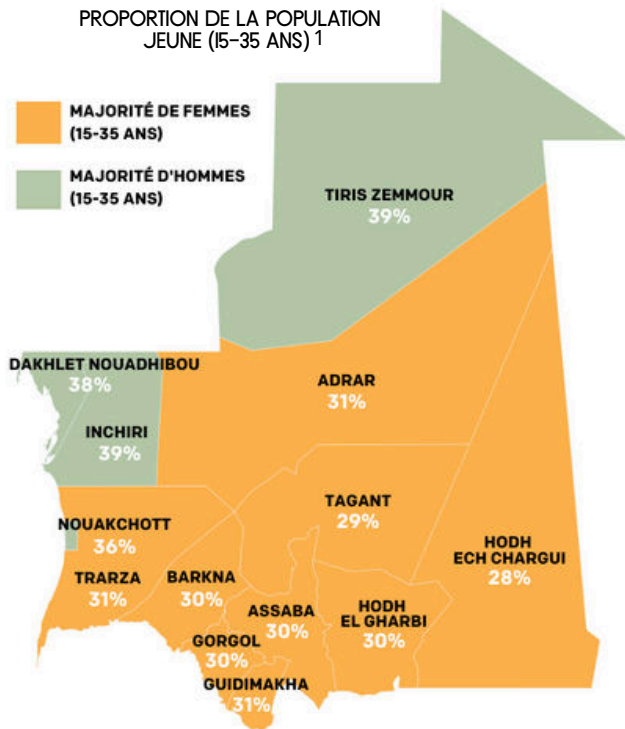 PROPORTION DE LA POPULATION
JEUNE (15-35 ANS) 1
MAJORITÉ DE FEMMES
(15-35 ANS)
MAJORITÉ D'HOMMES
(15-35 ANS)
TIRIS ZEMMOUR
39%
DAKHLET NOUADHIBOU
38%
ADRAR
31%
INCHIRI
39%
TAGANT
29%
NOUAKCHOTT
36%
HODH
ECH CHARGUI
28%
TRARZA
31%
BARKNA
30%
ASSABA
30%
HODH
EL GHARBI
30%
GORGOL
30%
GUIDIMAKHA
31%